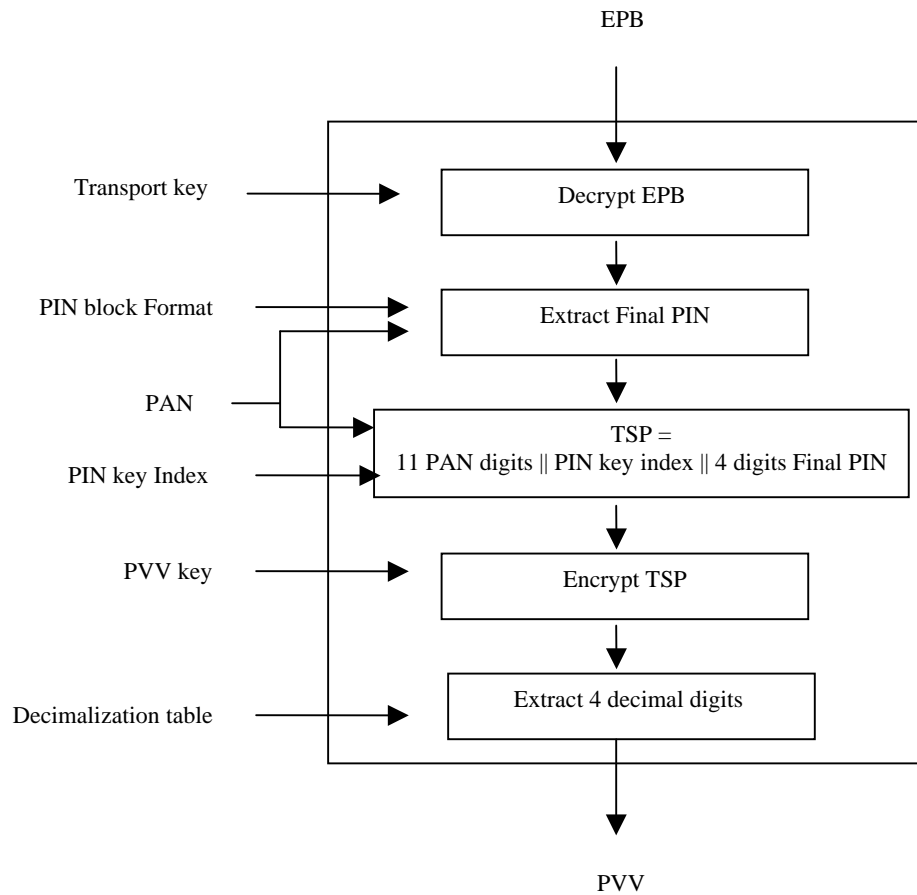 EPB
Transport key
Decrypt EPB
PIN block Format
Extract Final PIN
PAN
TSP =
11 PAN digits || PIN key index || 4 digits Final PIN
PIN key Index
PVV key
Encrypt TSP
Extract 4 decimal digits
Decimalization table
PVV